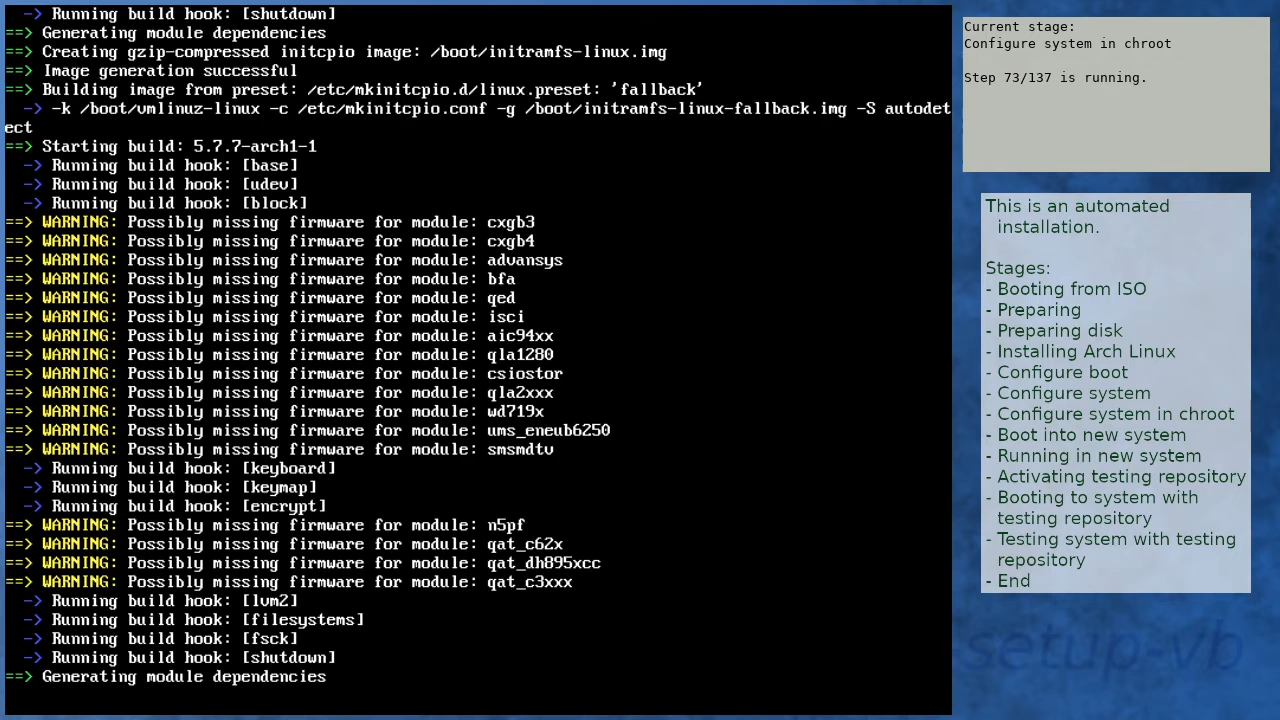 -> Running build hook: [shutdown]
==> Generating module dependencies
==> Creating gzip-compressed initcpio image: /boot/initramfs-linux.img
==> Image generation successful
==> Building image from preset: /etc/mkinitcpio.d/linux.preset: 'fallback'
-> -k /boot/vmlinuz-linux -c /etc/mkinitcpio.conf -g /boot/initramfs-linux-fallback.img -S autodet
ect
==> Starting build: 5.7.7-arch1-1
-> Running build hook: [base]
-> Running build hook: [udev]
-> Running build hook: [block]
==> WARNING: Possibly missing firmware for module: cxgb3
==> WARNING: Possibly missing firmware for module: cxgb4
==> WARNING: Possibly missing firmware for module: advansys
==> WARNING: Possibly missing firmware for module: bfa
==> WARNING: Possibly missing firmware for module: qed
==> WARNING: Possibly missing firmware for module: isci
==> WARNING: Possibly missing firmware for module: aic94xx
==> WARNING: Possibly missing firmware for module: qla1280
==> WARNING: Possibly missing firmware for module: csiostor
==> WARNING: Possibly missing firmware for module: qla2xxx
==> WARNING: Possibly missing firmware for module: wd719x
==> WARNING: Possibly missing firmware for module: ums_eneub6250
==> WARNING: Possibly missing firmware for module: smsmdtv
-> Running build hook: [keyboard]
-> Running build hook: [keymap]
-> Running build hook: [encrypt]
==> WARNING: Possibly missing firmware for module: n5pf
==> WARNING: Possibly missing firmware for module: qat_c62x
==> WARNING: Possibly missing firmware for module: qat_dh895xcc
==> WARNING: Possibly missing firmware for module: qat_c3xxx
-> Running build hook: [lvm2]
-> Running build hook: [filesystems]
-> Running build hook: [fsck]
-> Running build hook: [shutdown]
==> Generating module dependencies
Current stage:
Configure system in chroot
Step 73/137 is running.
This is an automated
installation.
Stages:
- Booting from ISO
- Preparing
- Preparing disk
- Installing Arch Linux
- Configure boot
- Configure system
- Configure system in chroot
- Boot into new system
- Running in new system
- Activating testing repository
- Booting to system with
testing repository
- Testing system with testing
repository
- End
setup-vb